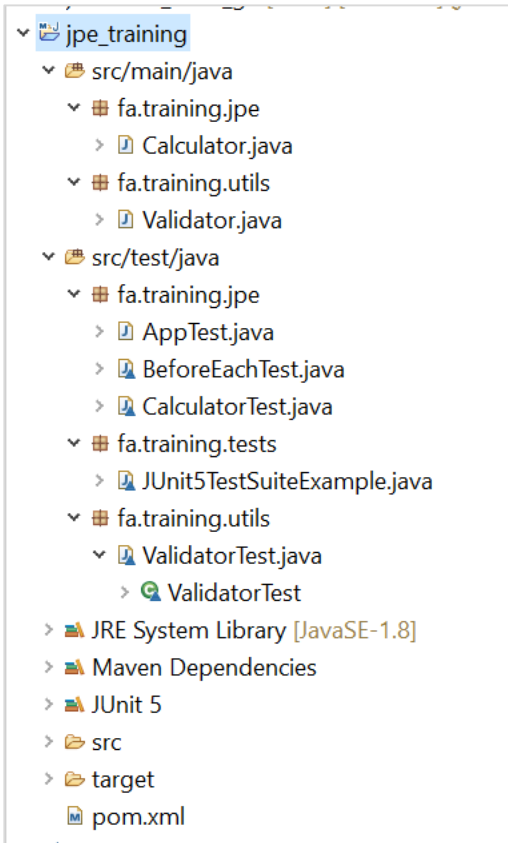 jpe_training
src/main/java
fa.training.jpe
Calculator.java
fa.training.utils
Validator.java
src/test/java
fa.training.jpe
AppTest.java
BeforeEachTest.java
CalculatorTest.java
fa.training.tests
JUnit5TestSuiteExample.java
fa.training.utils
ValidatorTest.java
ValidatorTest
JRE System Library [JavaSE-1.8]
Maven Dependencies
JUnit 5
src
target
pom.xml